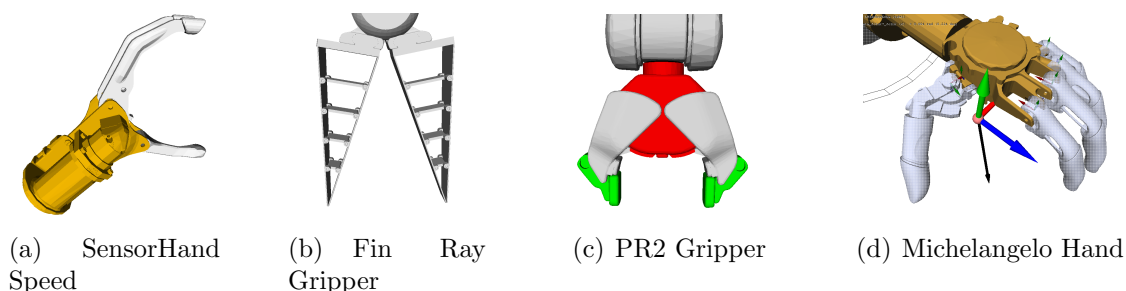 (a) SensorHand
Speed
(b) Fin Ray
Gripper
(c) PR2 Gripper
(d) Michelangelo Hand